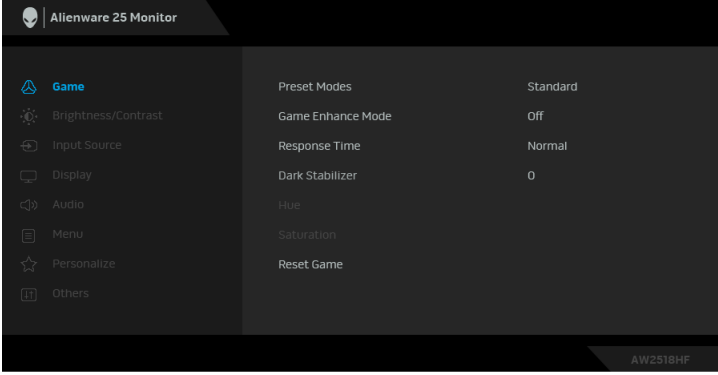 Alienware 25 Monitor
Game
Preset Modes Standard
Brightness/Contrast
Game Enhance Mode Off
Input Source
Response Time Normal
Display
Dark Stabilizer 0
Audio
Hue
Menu
Saturation
Personalize
Reset Game
Others
AW2518HF